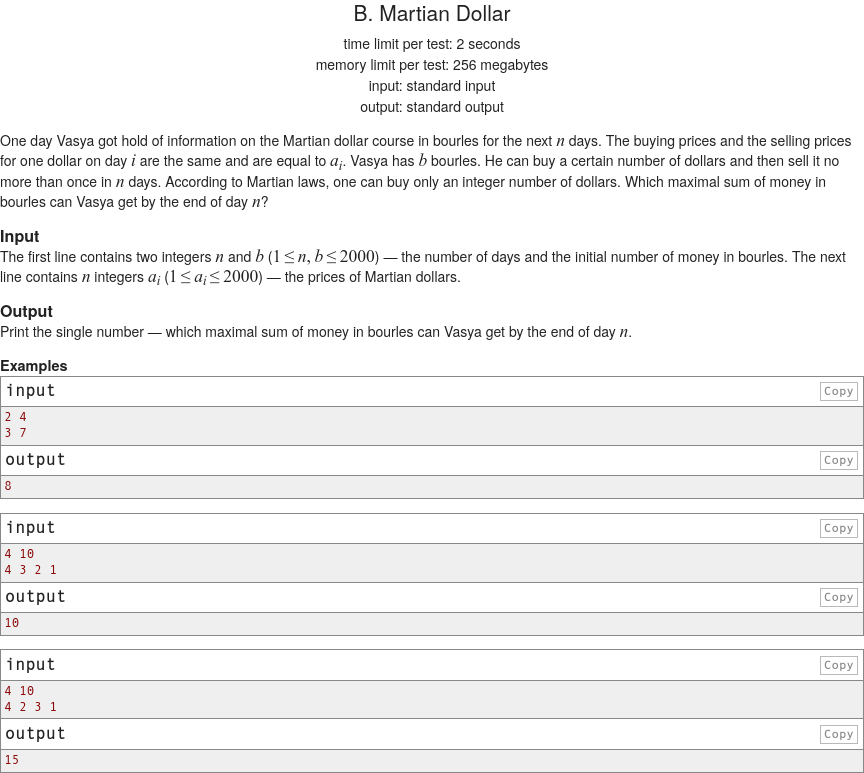 B. Martian Dollar
time limit per test: 2 seconds
memory limit per test: 256 megabytes
input: standard input
output: standard output
One day Vasya got hold of information on the Martian dollar course in bourles for the next n days. The buying prices and the selling prices
for one dollar on day i are the same and are equal to a_i. Vasya has b bourles. He can buy a certain number of dollars and then sell it no
more than once in n days. According to Martian laws, one can buy only an integer number of dollars. Which maximal sum of money in
bourles can Vasya get by the end of day n?
Input
The first line contains two integers n and b (1 ≤ n, b ≤ 2000) — the number of days and the initial number of money in bourles. The next
line contains n integers a_i (1 ≤ a_i ≤ 2000) — the prices of Martian dollars.
Output
Print the single number — which maximal sum of money in bourles can Vasya get by the end of day n.
Examples
input Copy
2 4
3 7
output Copy
8
input Copy
4 10
4 3 2 1
output Copy
10
input Copy
4 10
4 2 3 1
output Copy
15